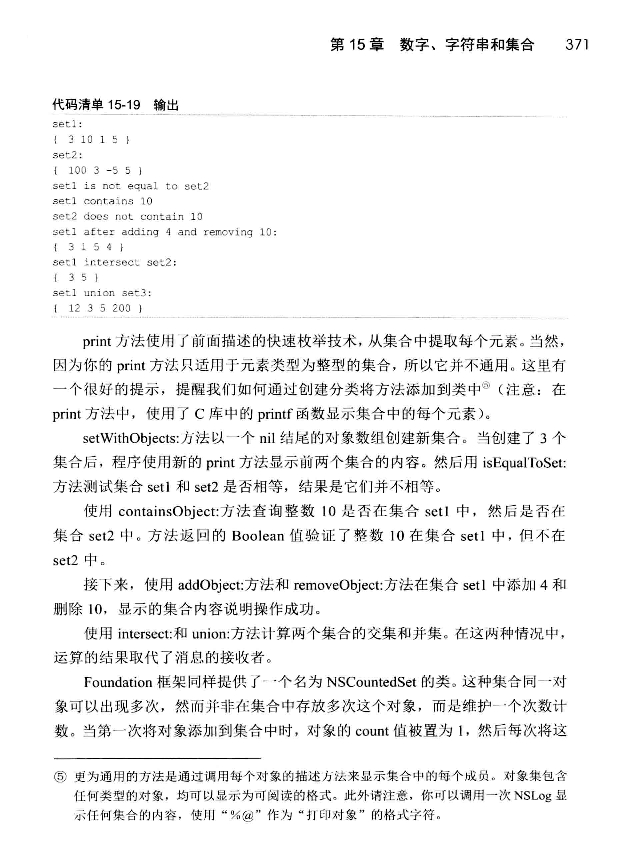 第 15 章 数字、字符串和集合 371
代码清单 15-19 输出
set1:
{ 3 10 1 5 }
set2:
{ 100 3 -5 5 }
set1 is not equal to set2
set1 contains 10
set2 does not contain 10
set1 after adding 4 and removing 10:
{ 3 1 5 4 }
set1 intersect set2:
{ 3 5 }
set1 union set3:
{ 12 3 5 200 }
print 方法使用了前面描述的快速枚举技术，从集合中提取每个元素。当然，
因为你的 print 方法只适用于元素类型为整型的集合，所以它并不通用。这里有
一个很好的提示，提醒我们如何通过创建分类将方法添加到类中⑤（注意：在
print 方法中，使用了 C 库中的 printf 函数显示集合中的每个元素）。
setWithObjects:方法以一个 nil 结尾的对象数组创建新集合。当创建了 3 个
集合后，程序使用新的 print 方法显示前两个集合的内容。然后用 isEqualToSet:
方法测试集合 set1 和 set2 是否相等，结果是它们并不相等。
使用 containsObject:方法查询整数 10 是否在集合 set1 中，然后是否在
集合 set2 中。方法返回的 Boolean 值验证了整数 10 在集合 set1 中，但不在
set2 中。
接下来，使用 addObject:方法和 removeObject:方法在集合 set1 中添加 4 和
删除 10，显示的集合内容说明操作成功。
使用 intersect:和 union:方法计算两个集合的交集和并集。在这两种情况中，
运算的结果取代了消息的接收者。
Foundation 框架同样提供了一个名为 NSCountedSet 的类。这种集合同一对
象可以出现多次，然而并非在集合中存放多次这个对象，而是维护一个次数计
数。当第一次将对象添加到集合中时，对象的 count 值被置为 1，然后每次将这
⑤ 更为通用的方法是通过调用每个对象的描述方法来显示集合中的每个成员。对象集包含
任何类型的对象，均可以显示为可阅读的格式。此外请注意，你可以调用一次 NSLog 显
示任何集合的内容，使用“%@”作为“打印对象”的格式字符。